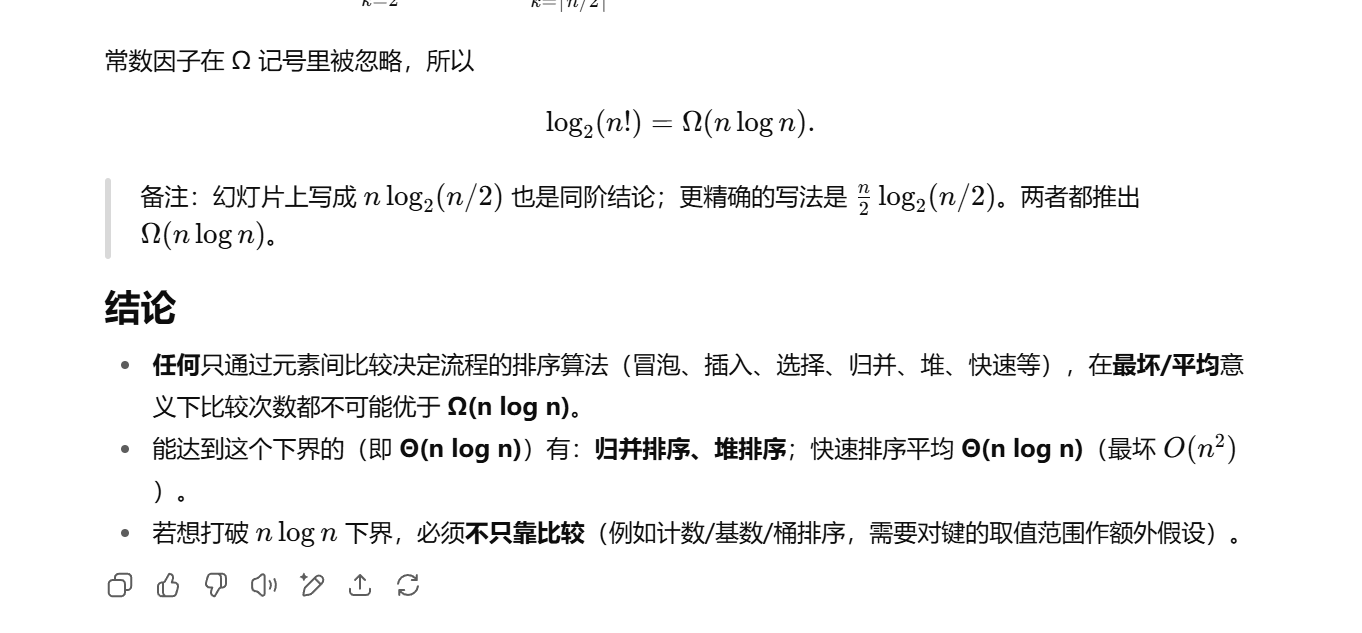 k=2 k=⌈n/2⌉
常数因子在 Ω 记号里被忽略，所以
log₂(n!) = Ω(n log n).
备注：幻灯片上写成 n log₂(n/2) 也是同阶结论；更精确的写法是 n/2 log₂(n/2)。两者都推出
Ω(n log n)。
结论
• 任何只通过元素间比较决定流程的排序算法（冒泡、插入、选择、归并、堆、快速等），在最坏/平均意
义下比较次数都不可能优于 Ω(n log n)。
• 能达到这个下界的（即 Θ(n log n)）有：归并排序、堆排序；快速排序平均 Θ(n log n)（最坏 O(n²)
）。
• 若想打破 n log n 下界，必须不只靠比较（例如计数/基数/桶排序，需要对键的取值范围作额外假设）。